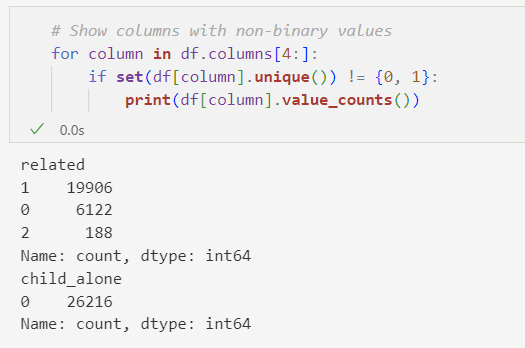 # Show columns with non-binary values
for column in df.columns[4:]:
    if set(df[column].unique()) != {0, 1}:
        print(df[column].value_counts())
0.0s
related
1    19906
0     6122
2      188
Name: count, dtype: int64
child_alone
0    26216
Name: count, dtype: int64